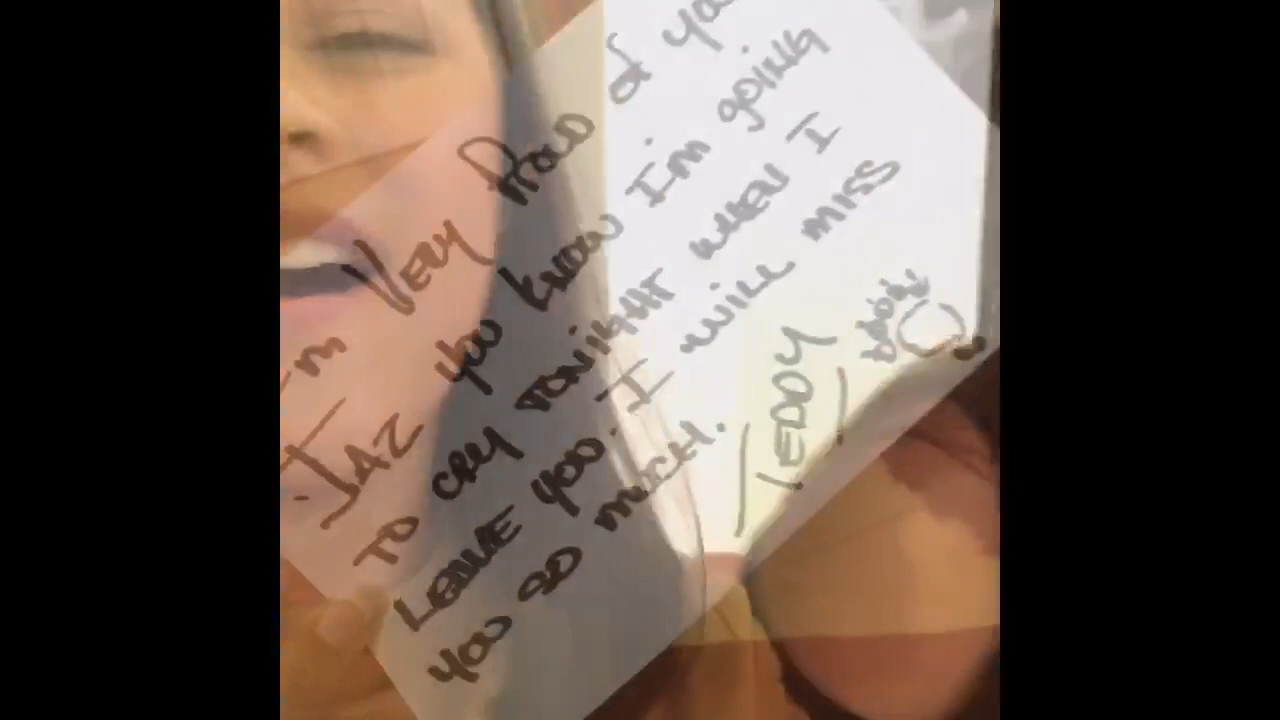 I'm VERY PROUD of you
JAZ you know I'm going
TO CRY TONIGHT WHEN I
LEAVE YOU. I WILL MISS
YOU SO MUCH.
TEDDY